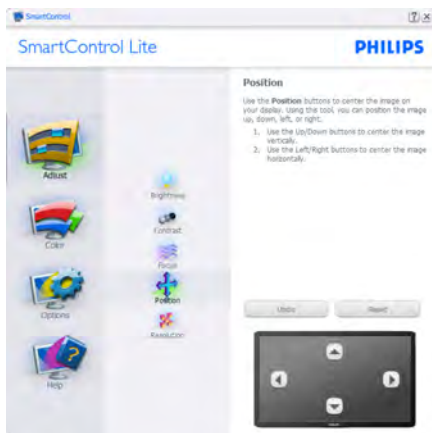 SmartControl
SmartControl Lite
PHILIPS
Position
Use the Position buttons to center the image on
your display. Using the tool, you can position the image
up, down, left, or right.
1. Use the Up/Down buttons to center the image
vertically.
2. Use the Left/Right buttons to center the image
horizontally.
Adjust
Color
Options
Help
Brightness
Contrast
Focus
Position
Resolution
Undo
Reset